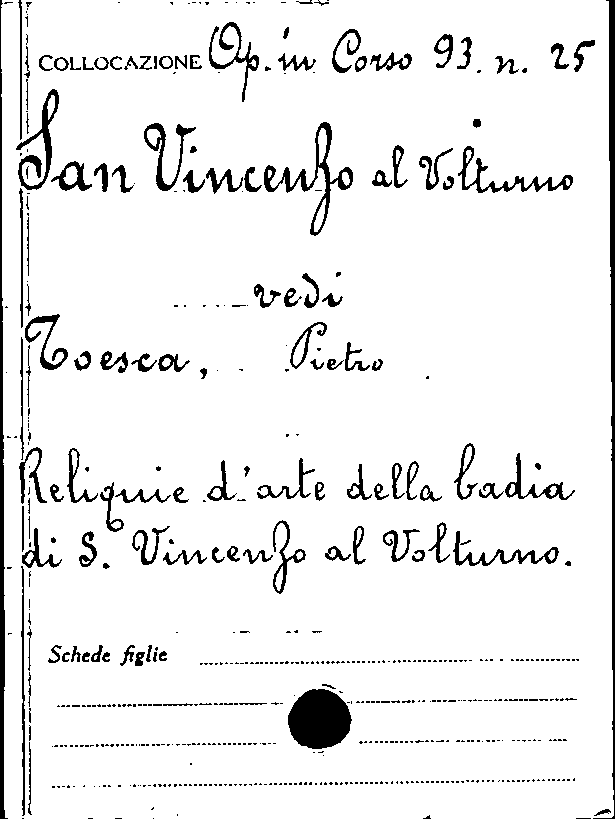 COLLOCAZIONE Op. in Corso 93. n. 25
San Vincenzo al Volturno
vedi
Toesca, Pietro
Reliquie d'arte della badia
di S. Vincenzo al Volturno.
Schede figlie